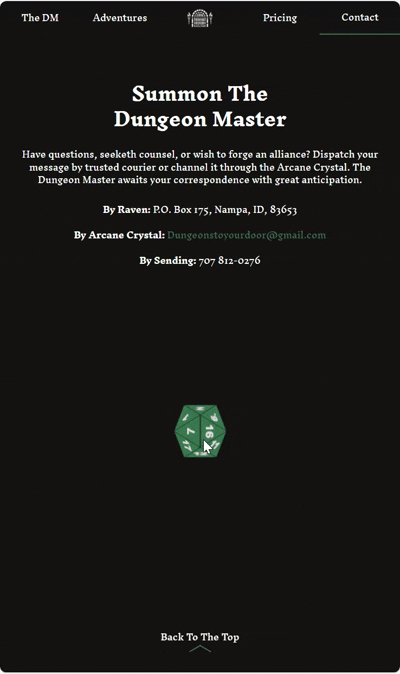 The DM Adventures Pricing Contact
Summon The
Dungeon Master
Have questions, seeketh counsel, or wish to forge an alliance? Dispatch your
message by trusted courier or channel it through the Arcane Crystal. The
Dungeon Master awaits your correspondence with great anticipation.
By Raven: P.O. Box 175, Nampa, ID, 83653
By Arcane Crystal: Dungeonstoyourdoor@gmail.com
By Sending: 707 812-0276
7
16
17
Back To The Top